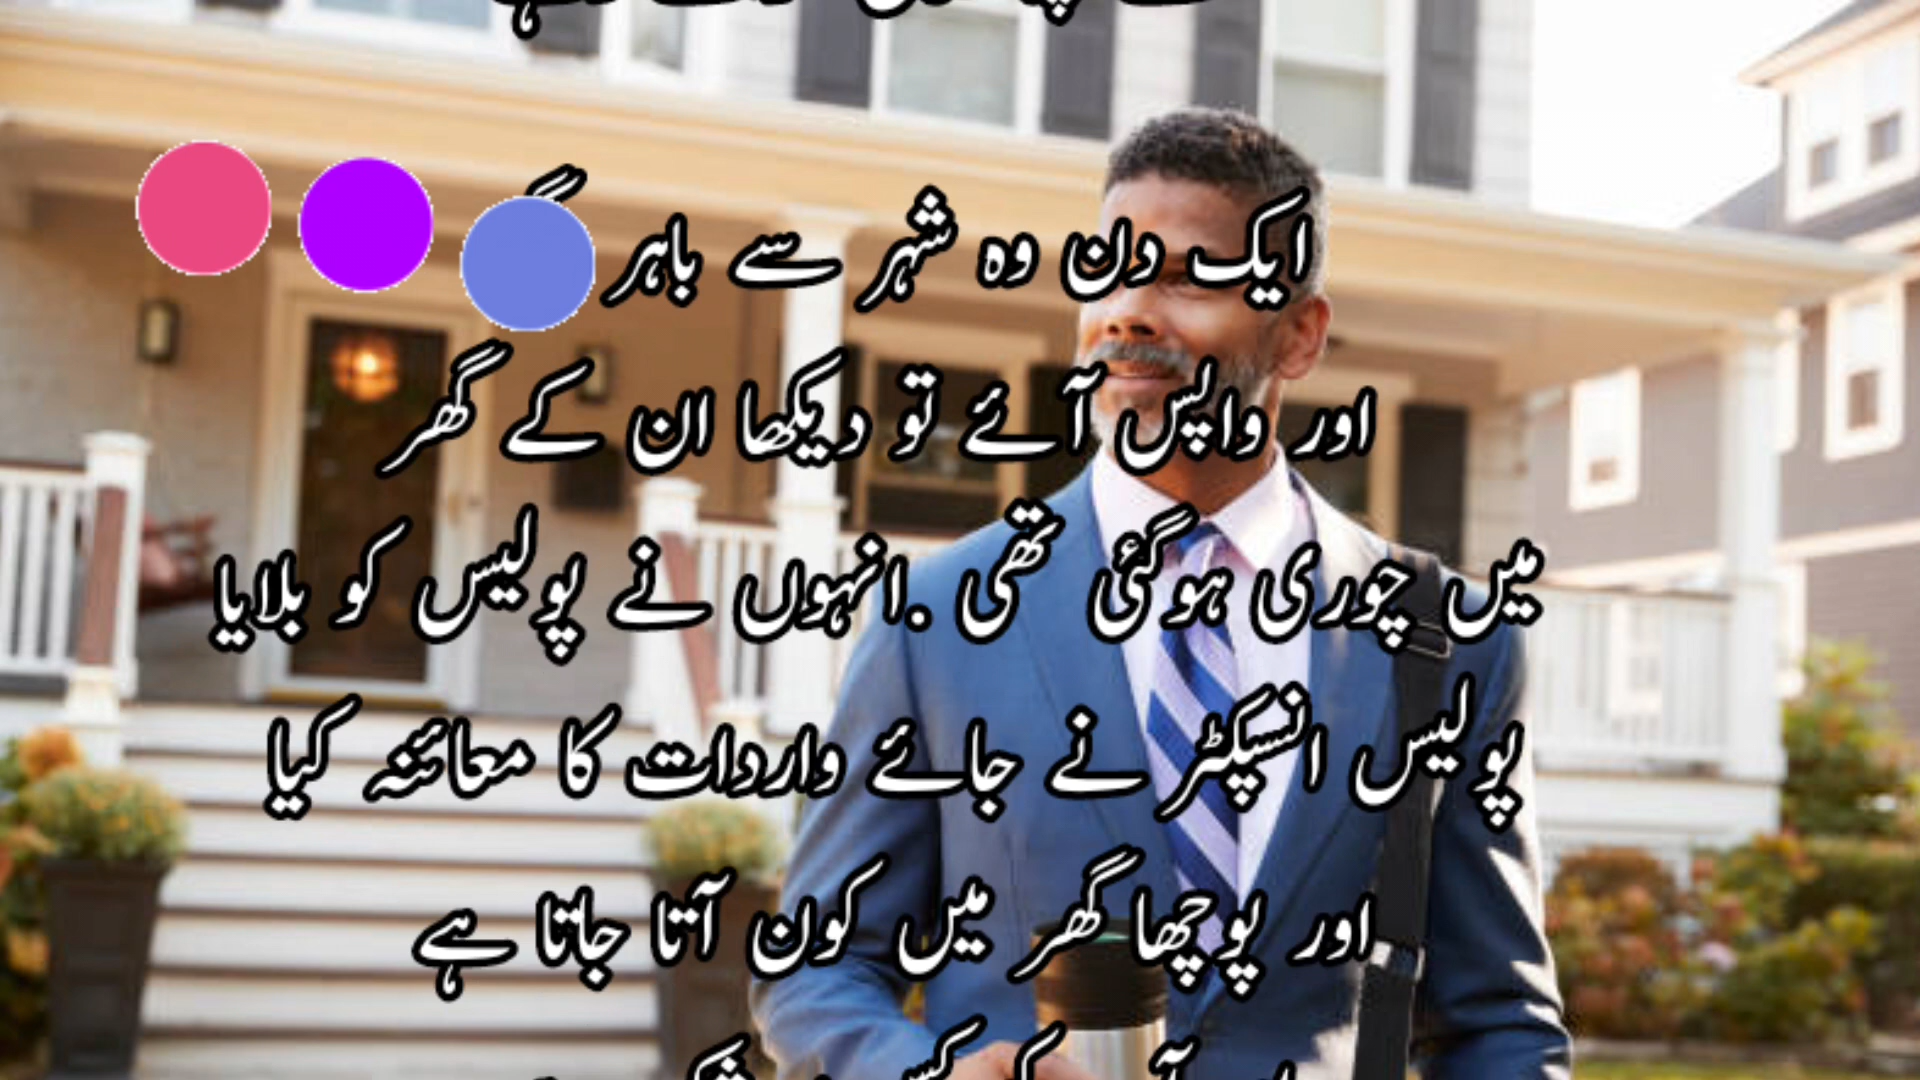 ایک دن وہ شہر سے باہر
اور واپس آئے تو دیکھا ان کے گھر
میں چوری ہوگئی تھی .انہوں نے پولیس کو بلایا
پولیس انسپکٹر نے جائے واردات کا معائنہ کیا
اور پوچھا گھر میں کون آتا جاتا ہے